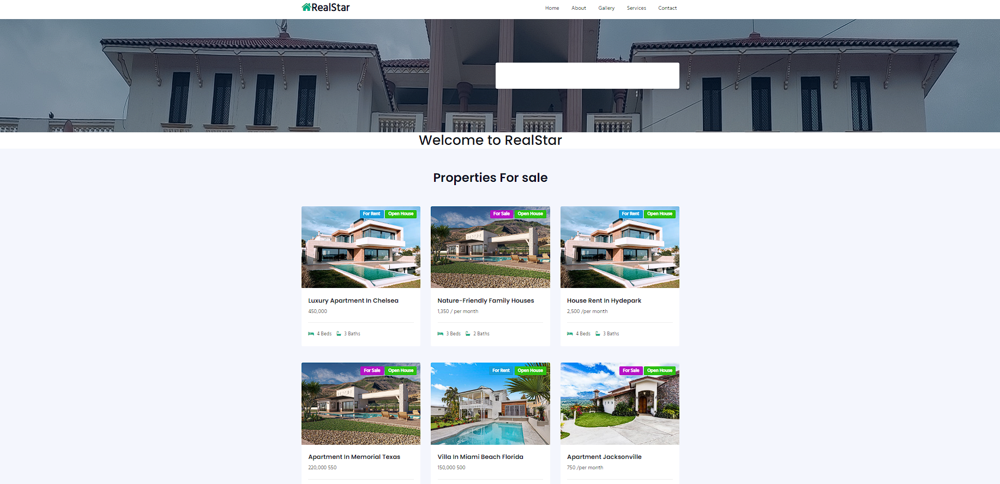 RealStar
Home About Gallery Services Contact
Welcome to RealStar
Properties For sale
For Rent Open House
For Sale Open House
For Rent Open House
Luxury Apartment In Chelsea
450,000
4 Beds 3 Baths
Nature-Friendly Family Houses
1,350 / per month
3 Beds 2 Baths
House Rent In Hydepark
2,500 /per month
4 Beds 3 Baths
For Sale Open House
For Rent Open House
For Sale Open House
Apartment In Memorial Texas
220,000 550
Villa In Miami Beach Florida
150,000 500
Apartment Jacksonville
750 /per month